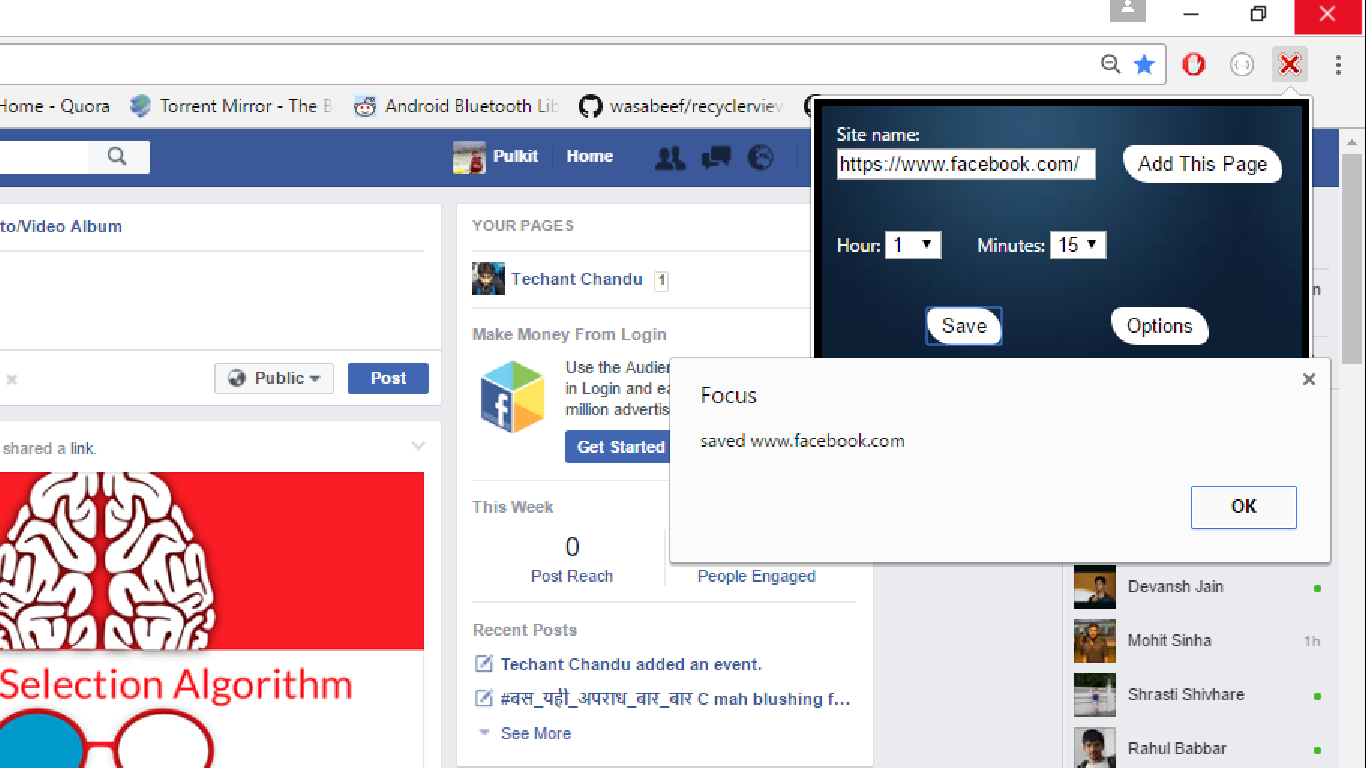 Home - Quora
Torrent Mirror - The
Android Bluetooth Lib
wasabeef/recyclerview
Pulkit
Home
Site name:
https://www.facebook.com/
Add This Page
Hour: 1
Minutes: 15
Save
Options
to/Video Album
Public
Post
shared a link.
Selection Algorithm
YOUR PAGES
Techant Chandu 1
Make Money From Login
Use the Audien
in Login and ea
million advertis
Get Started
This Week
0
Post Reach
People Engaged
Recent Posts
Techant Chandu added an event.
#बस_यही_अपराध_बार_बार C mah blushing f...
See More
Focus
saved www.facebook.com
OK
Devansh Jain
Mohit Sinha
1h
Shrasti Shivhare
Rahul Babbar